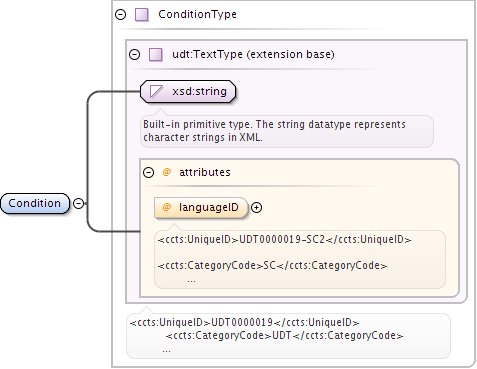 ConditionType
udt:TextType (extension base)
xsd:string
Built-in primitive type. The string datatype represents
character strings in XML.
@ attributes
Condition
@ languageID
<ccts:UniqueID>UDT0000019-SC2</ccts:UniqueID>
<ccts:CategoryCode>SC</ccts:CategoryCode>
...
<ccts:UniqueID>UDT0000019</ccts:UniqueID>
<ccts:CategoryCode>UDT</ccts:CategoryCode>
...